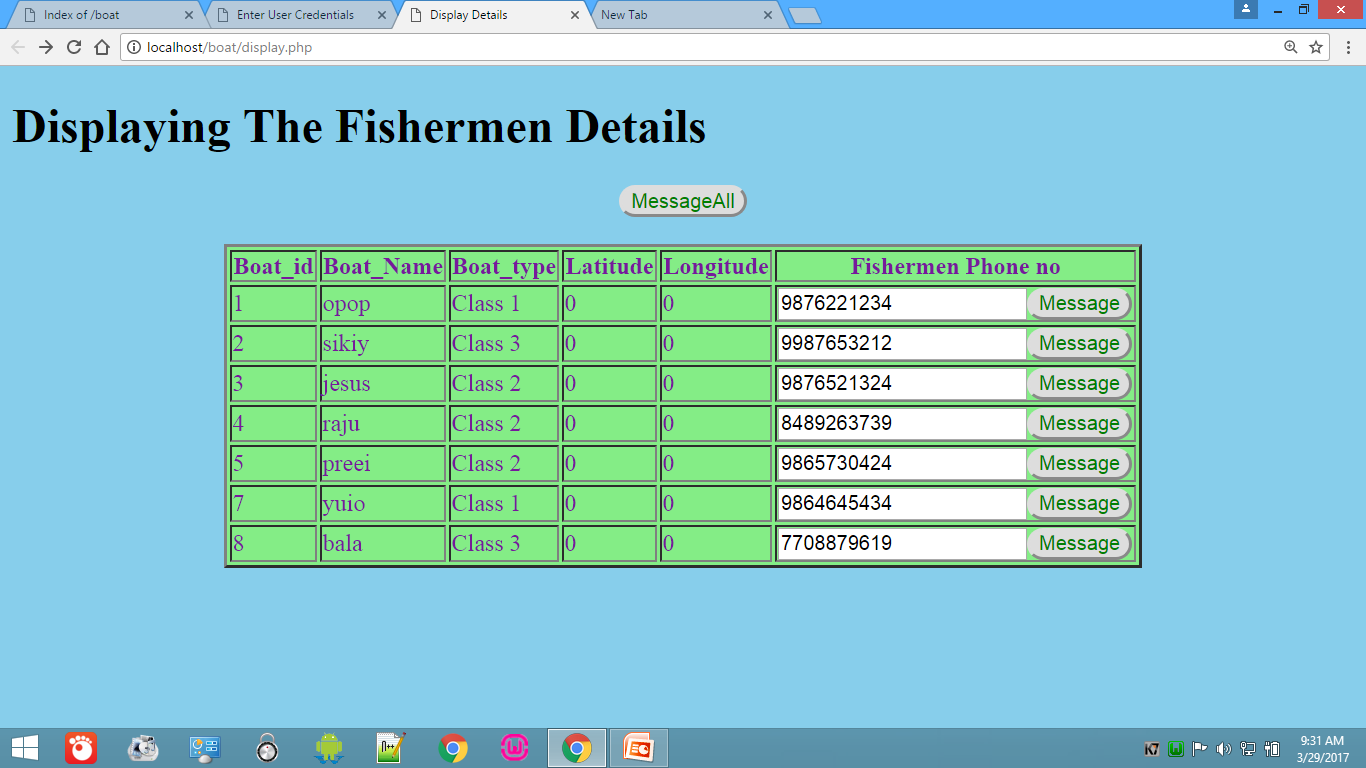 Index of /boat
Enter User Credentials
Display Details
New Tab
localhost/boat/display.php
Displaying The Fishermen Details
MessageAll
Boat_id Boat_Name Boat_type Latitude Longitude Fishermen Phone no
1 opop Class 1 0 0 9876221234 Message
2 sikiy Class 3 0 0 9987653212 Message
3 jesus Class 2 0 0 9876521324 Message
4 raju Class 2 0 0 8489263739 Message
5 preei Class 2 0 0 9865730424 Message
7 yuio Class 1 0 0 9864645434 Message
8 bala Class 3 0 0 7708879619 Message
9:31 AM
3/29/2017